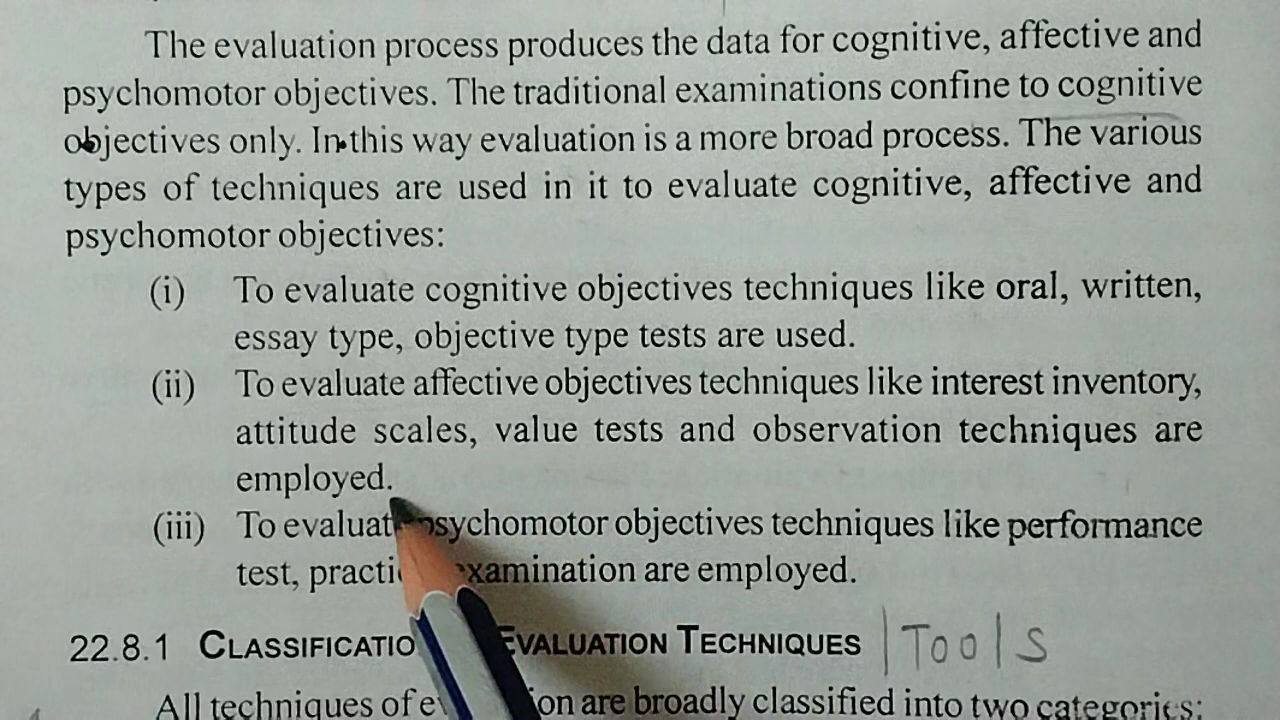 The evaluation process produces the data for cognitive, affective and
psychomotor objectives. The traditional examinations confine to cognitive
objectives only. In this way evaluation is a more broad process. The various
types of techniques are used in it to evaluate cognitive, affective and
psychomotor objectives:
(i) To evaluate cognitive objectives techniques like oral, written,
essay type, objective type tests are used.
(ii) To evaluate affective objectives techniques like interest inventory,
attitude scales, value tests and observation techniques are
employed.
(iii) To evaluat psychomotor objectives techniques like performance
test, practi xamination are employed.
22.8.1 CLASSIFICATIO EVALUATION TECHNIQUES | Tools
All techniques of ev on are broadly classified into two categories: